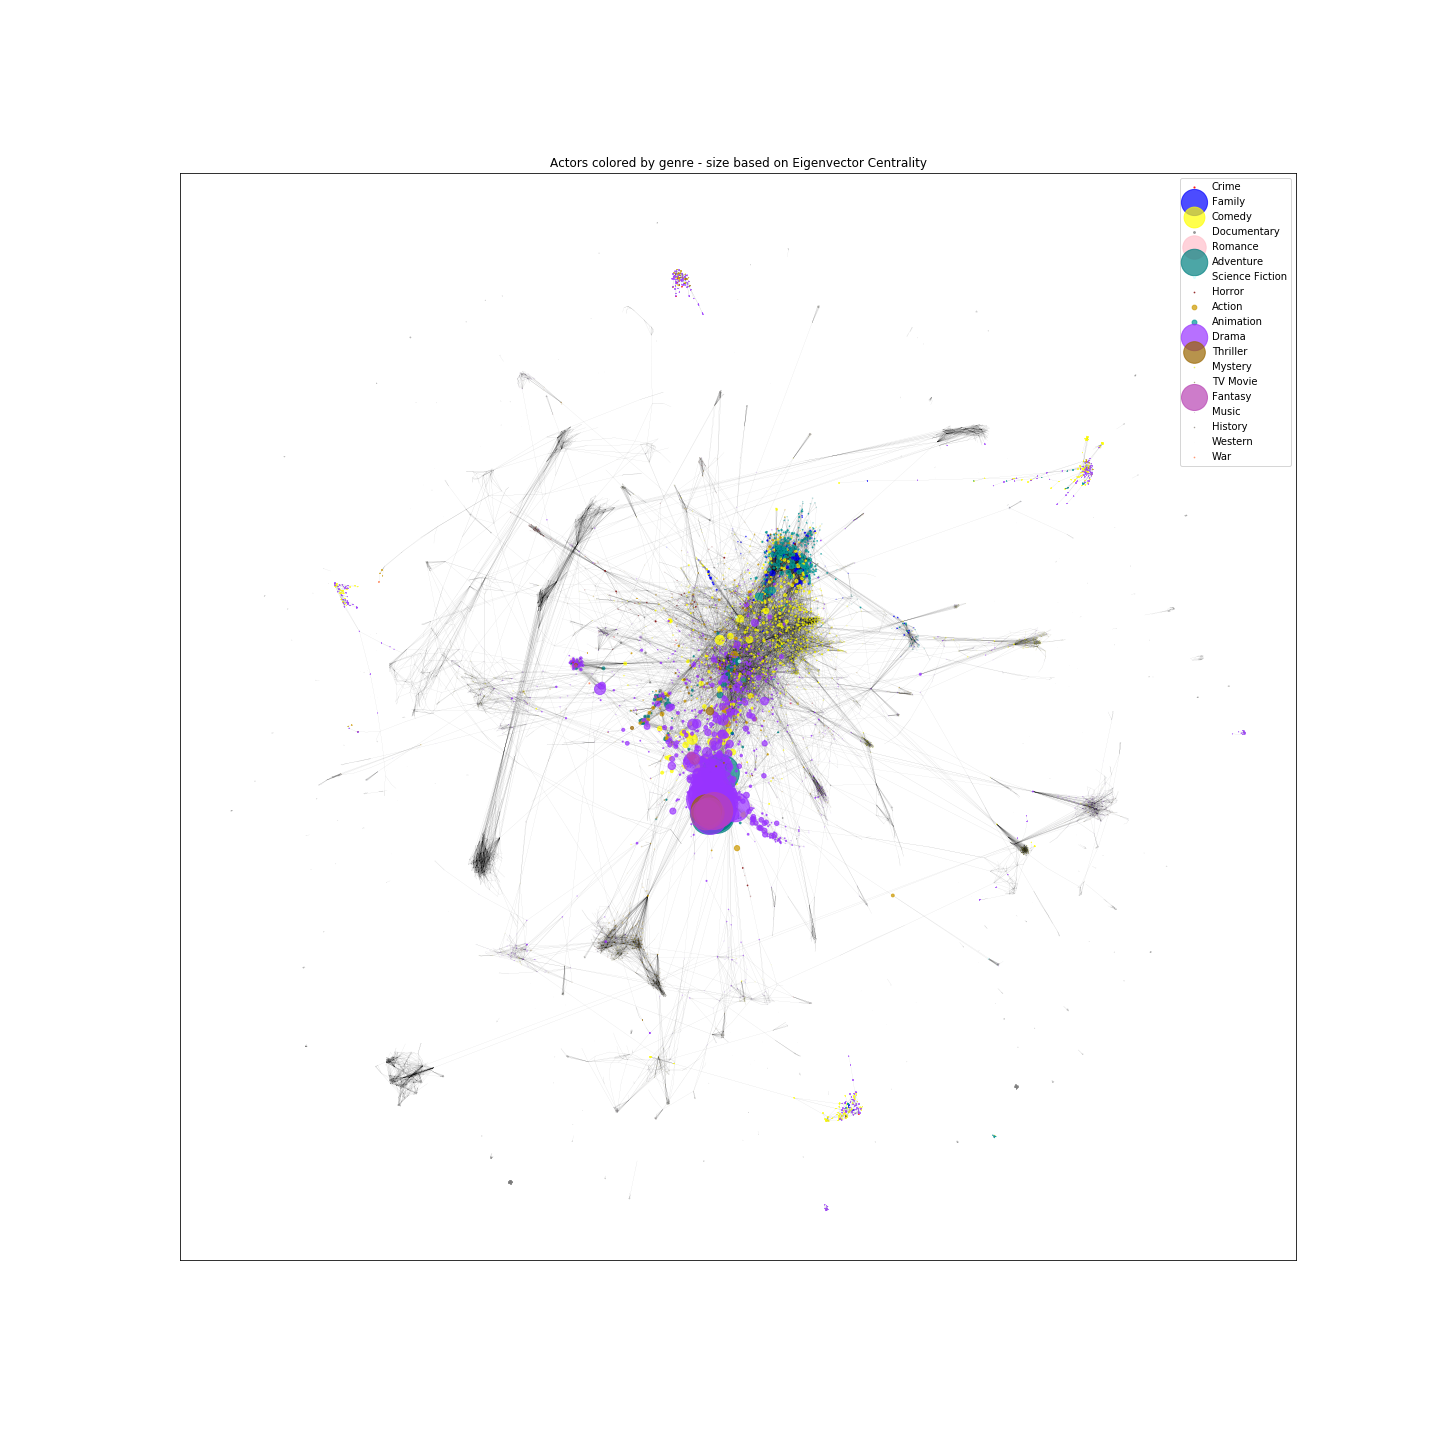 Actors colored by genre - size based on Eigenvector Centrality
Crime
Family
Comedy
Documentary
Romance
Adventure
Science Fiction
Horror
Action
Animation
Drama
Thriller
Mystery
TV Movie
Fantasy
Music
History
Western
War